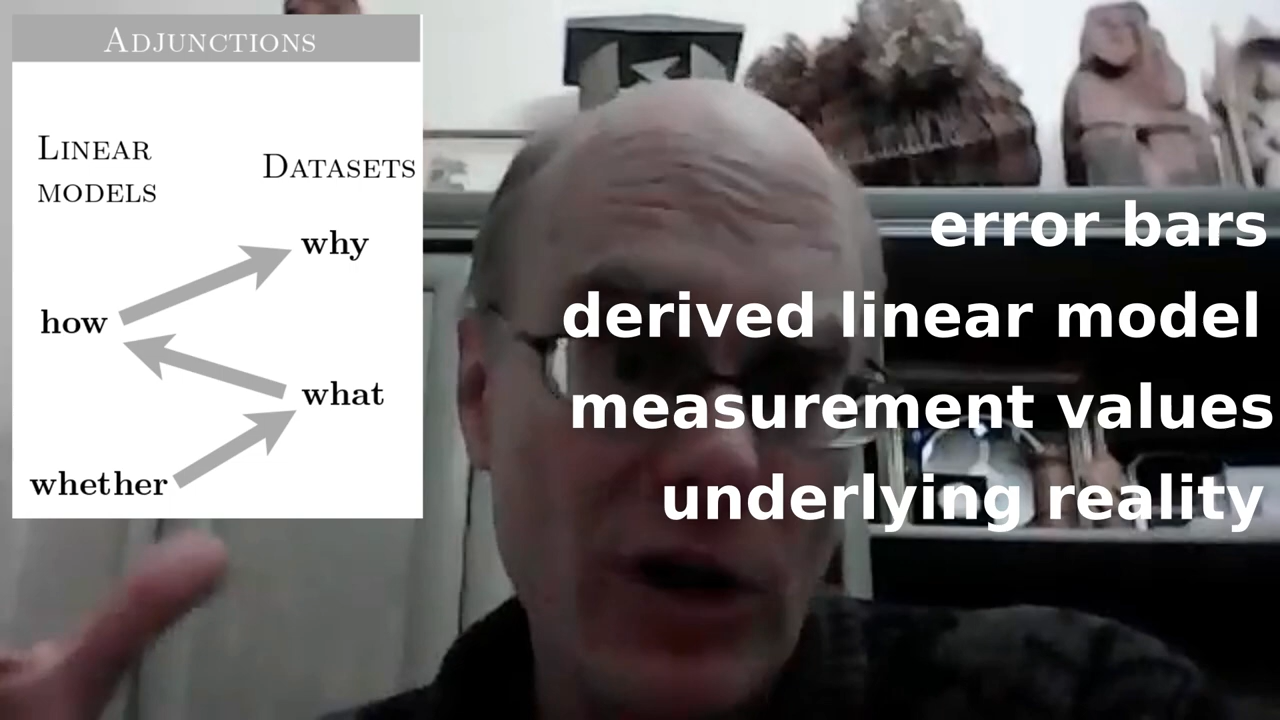 ADJUNCTIONS
LINEAR
MODELS
DATASETS
why
how
what
whether
error bars
derived linear model
measurement values
underlying reality